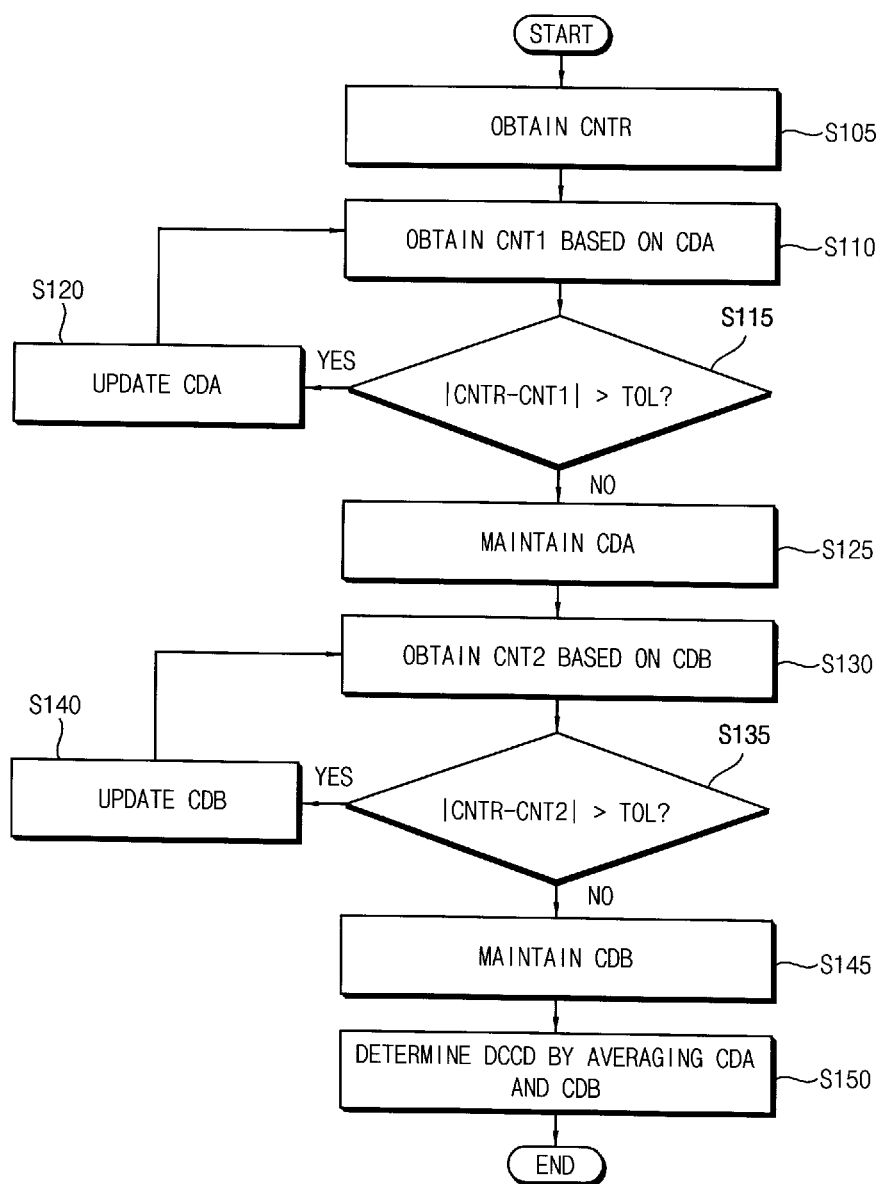 START
OBTAIN CNTR
S105
OBTAIN CNT1 BASED ON CDA
S110
S120
S115
UPDATE CDA
YES
|CNTR-CNT1| > TOL?
NO
MAINTAIN CDA
S125
OBTAIN CNT2 BASED ON CDB
S130
S140
S135
UPDATE CDB
YES
|CNTR-CNT2| > TOL?
NO
MAINTAIN CDB
S145
DETERMINE DCCD BY AVERAGING CDA
AND CDB
S150
END